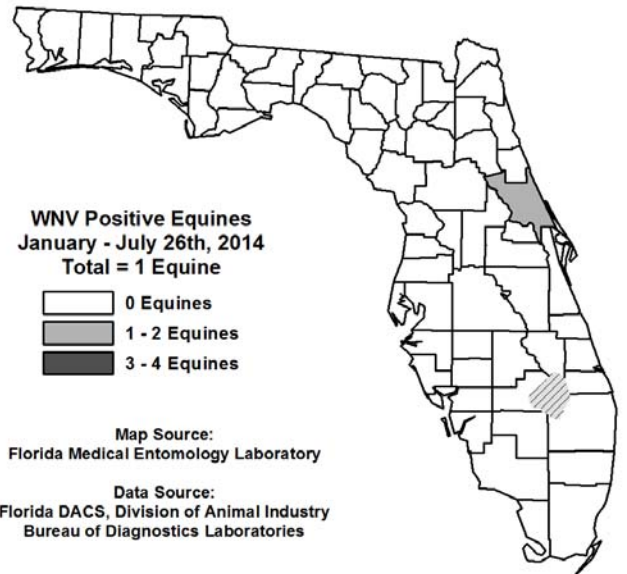 WNV Positive Equines
January - July 26th, 2014
Total = 1 Equine
0 Equines
1 - 2 Equines
3 - 4 Equines
Map Source:
Florida Medical Entomology Laboratory
Data Source:
Florida DACS, Division of Animal Industry
Bureau of Diagnostics Laboratories